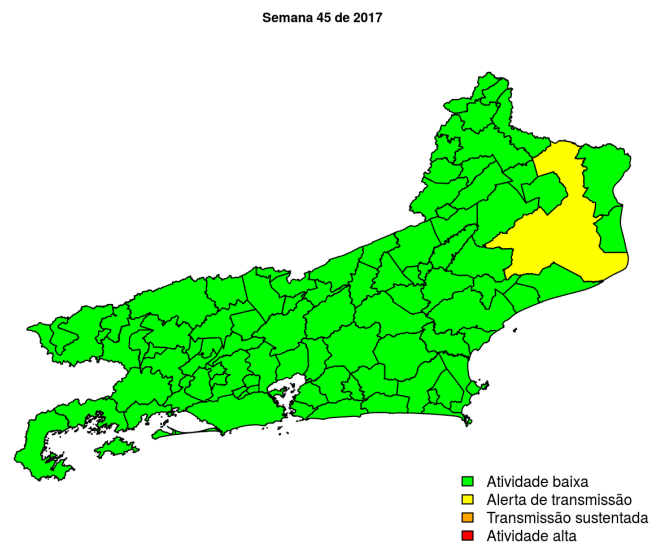 Semana 45 de 2017
Atividade baixa
Alerta de transmissão
Transmissão sustentada
Atividade alta